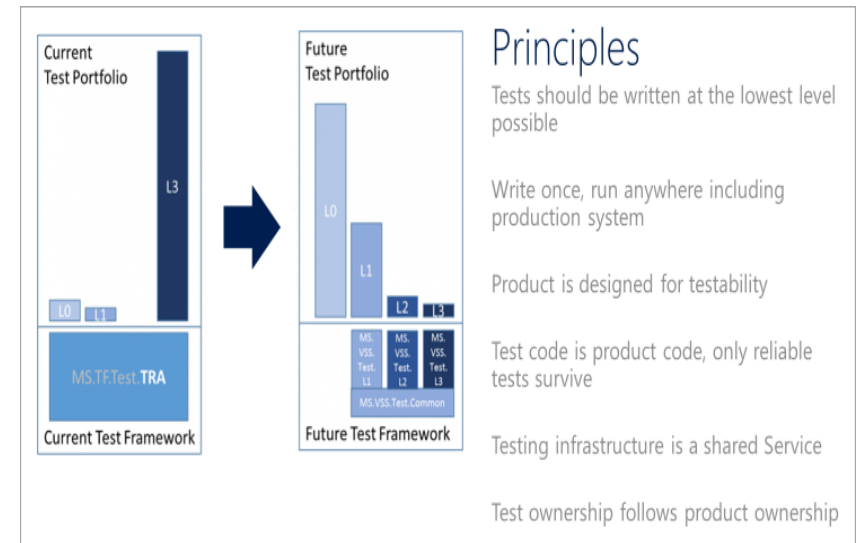 Current
Test Portfolio
L0
L1
L3
MS.TF.Test.TRA
Current Test Framework
Future
Test Portfolio
L0
L1
L2
L3
MS.
VSS.
Test.
L1
MS.
VSS.
Test.
L2
MS.
VSS.
Test.
L3
MS.VSS.Test.Common
Future Test Framework
Principles
Tests should be written at the lowest level
possible
Write once, run anywhere including
production system
Product is designed for testability
Test code is product code, only reliable
tests survive
Testing infrastructure is a shared Service
Test ownership follows product ownership